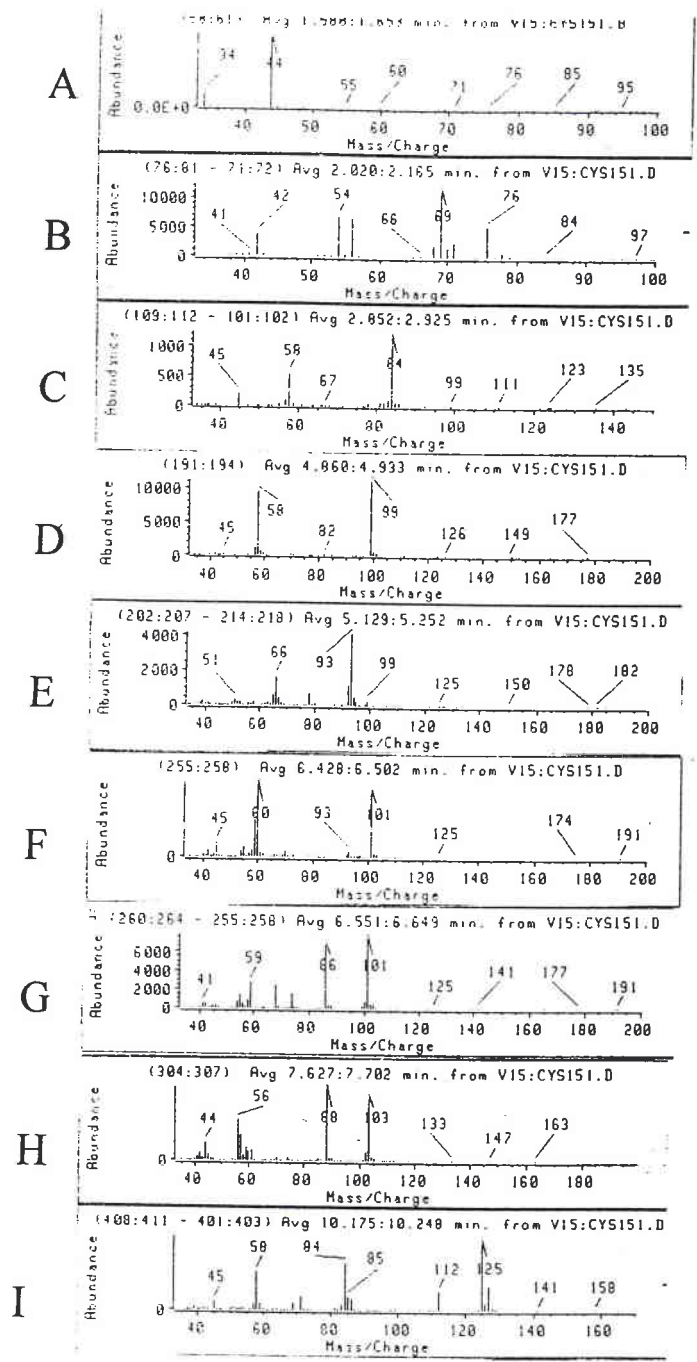 A
Avg 1.588:1.653 min. from V15:CYS151.D
Abundance
34 44 55 60 71 76 85 95
0.0E+0
40 50 60 70 80 90 100
Mass/Charge
B
(76:81 - 71:72) Avg 2.020:2.165 min. from V15:CYS151.D
Abundance
10000
5000
0
41 42 54 66 69 76 84 97
40 50 60 70 80 90 100
Mass/Charge
C
(109:112 - 101:102) Avg 2.852:2.925 min. from V15:CYS151.D
Abundance
1000
500
0
45 58 67 84 99 111 123 135
40 60 80 100 120 140
Mass/Charge
D
(191:194) Avg 4.860:4.933 min. from V15:CYS151.D
Abundance
10000
5000
0
45 58 82 99 126 149 177
40 60 80 100 120 140 160 180 200
Mass/Charge
E
(202:207 - 214:218) Avg 5.129:5.252 min. from V15:CYS151.D
Abundance
4000
2000
0
51 66 93 99 125 150 178 182
40 60 80 100 120 140 160 180 200
Mass/Charge
F
(255:258) Avg 6.428:6.502 min. from V15:CYS151.D
Abundance
0
45 60 93 101 125 174 191
40 60 80 100 120 140 160 180 200
Mass/Charge
G
(260:264 - 255:258) Avg 6.551:6.649 min. from V15:CYS151.D
Abundance
6000
4000
2000
0
41 59 86 101 125 141 177 191
40 60 80 100 120 140 160 180 200
Mass/Charge
H
(304:307) Avg 7.627:7.702 min. from V15:CYS151.D
Abundance
0
44 56 88 103 133 147 163
40 60 80 100 120 140 160 180
Mass/Charge
I
(408:411 - 401:403) Avg 10.175:10.248 min. from V15:CYS151.D
Abundance
0
45 58 84 85 112 125 141 158
40 60 80 100 120 140 160
Mass/Charge